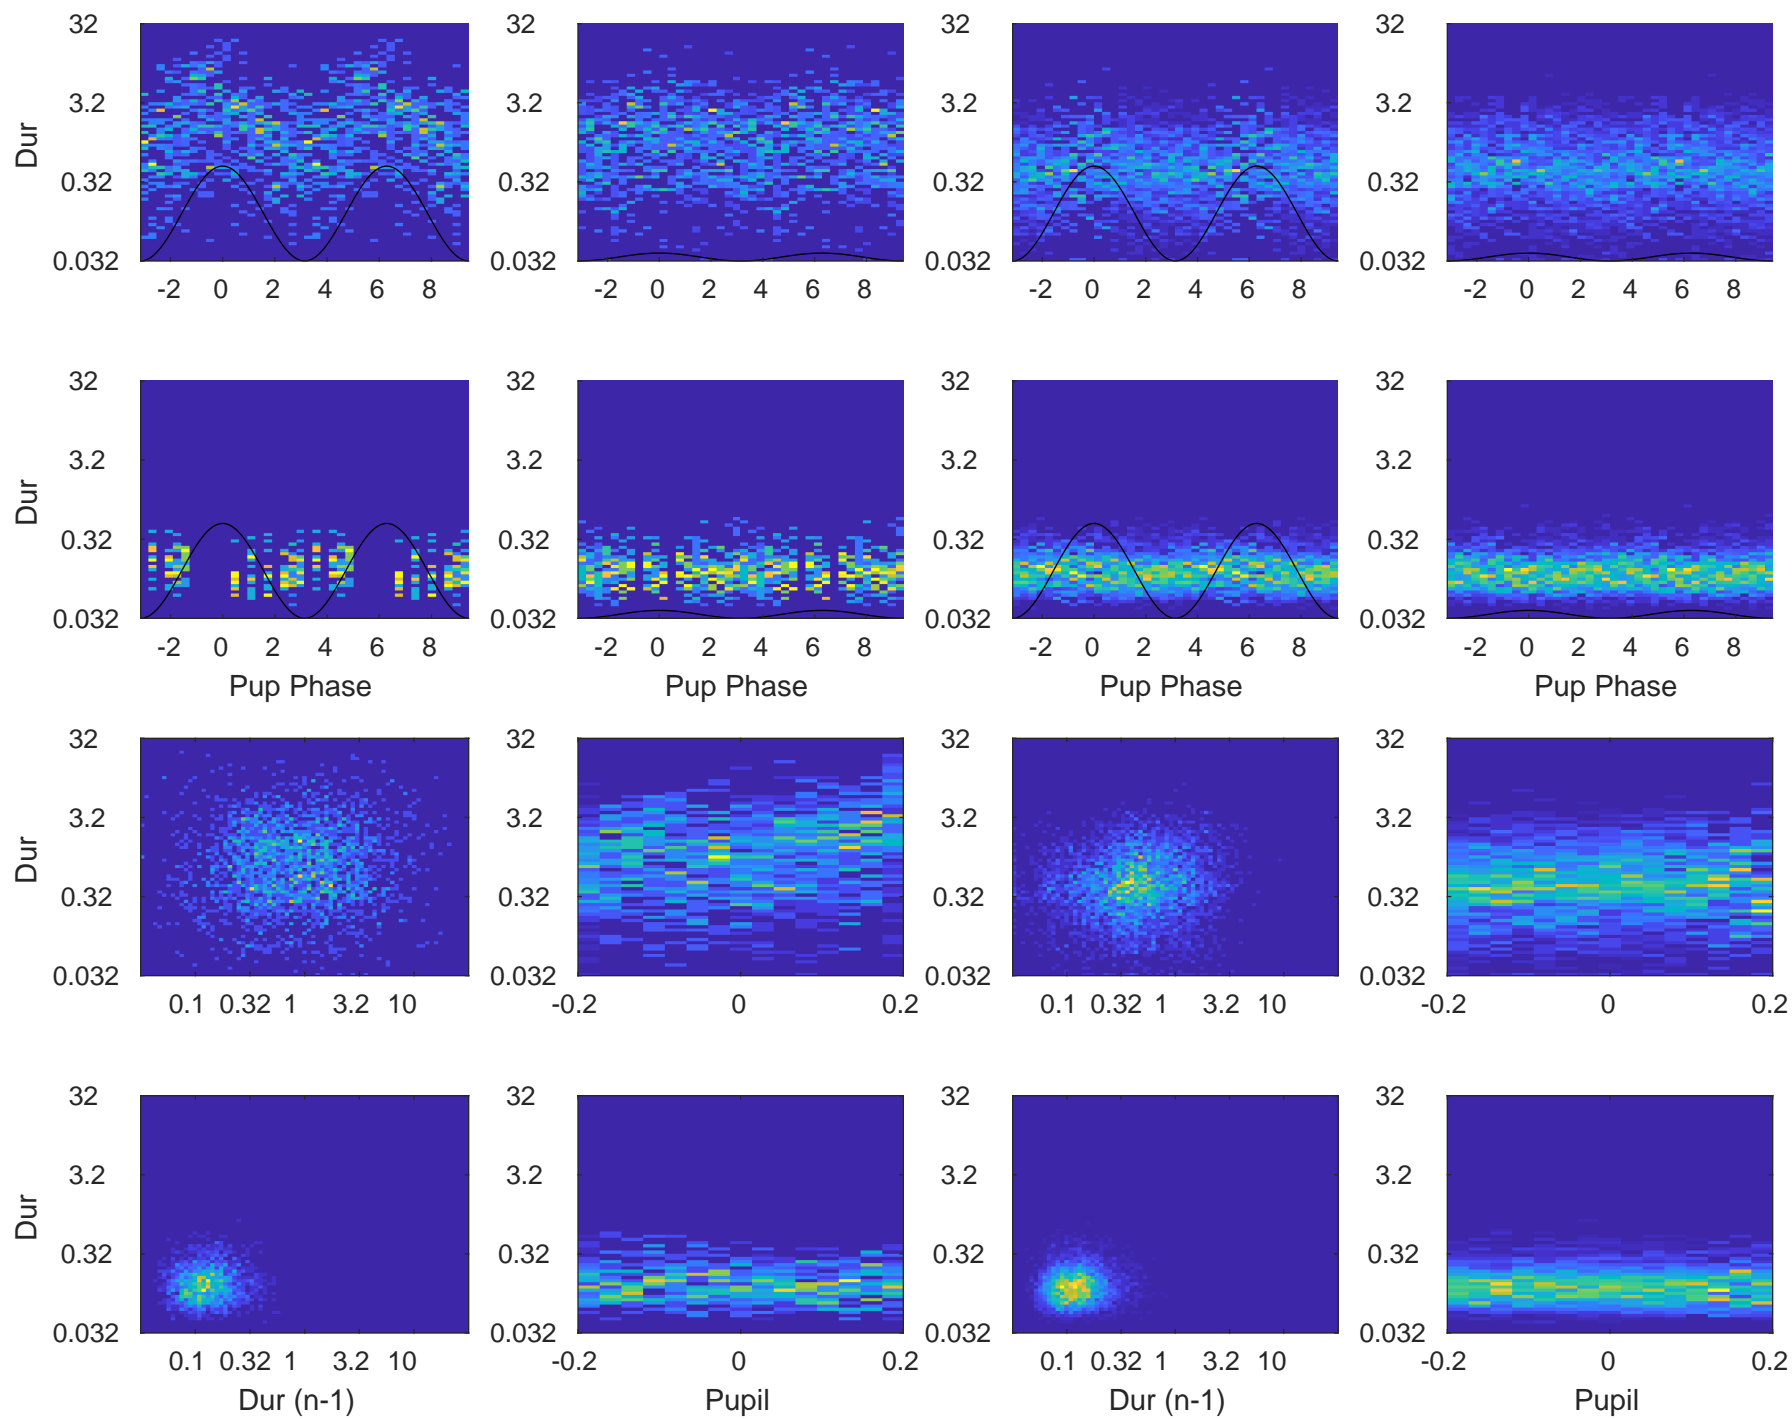 32 32 32 32
3.2 3.2 3.2 3.2
Dur
0.32 0.32 0.32 0.32
0.032 0.032 0.032 0.032
-2 0 2 4 6 8 -2 0 2 4 6 8 -2 0 2 4 6 8 -2 0 2 4 6 8
32 32 32 32
3.2 3.2 3.2 3.2
Dur
0.32 0.32 0.32 0.32
0.032 0.032 0.032 0.032
-2 0 2 4 6 8 -2 0 2 4 6 8 -2 0 2 4 6 8 -2 0 2 4 6 8
Pup Phase Pup Phase Pup Phase Pup Phase
32 32 32 32
3.2 3.2 3.2 3.2
Dur
0.32 0.32 0.32 0.32
0.032 0.032 0.032 0.032
0.1 0.32 1 3.2 10 -0.2 0 0.2 0.1 0.32 1 3.2 10 -0.2 0 0.2
32 32 32 32
3.2 3.2 3.2 3.2
Dur
0.32 0.32 0.32 0.32
0.032 0.032 0.032 0.032
0.1 0.32 1 3.2 10 -0.2 0 0.2 0.1 0.32 1 3.2 10 -0.2 0 0.2
Dur (n-1) Pupil Dur (n-1) Pupil